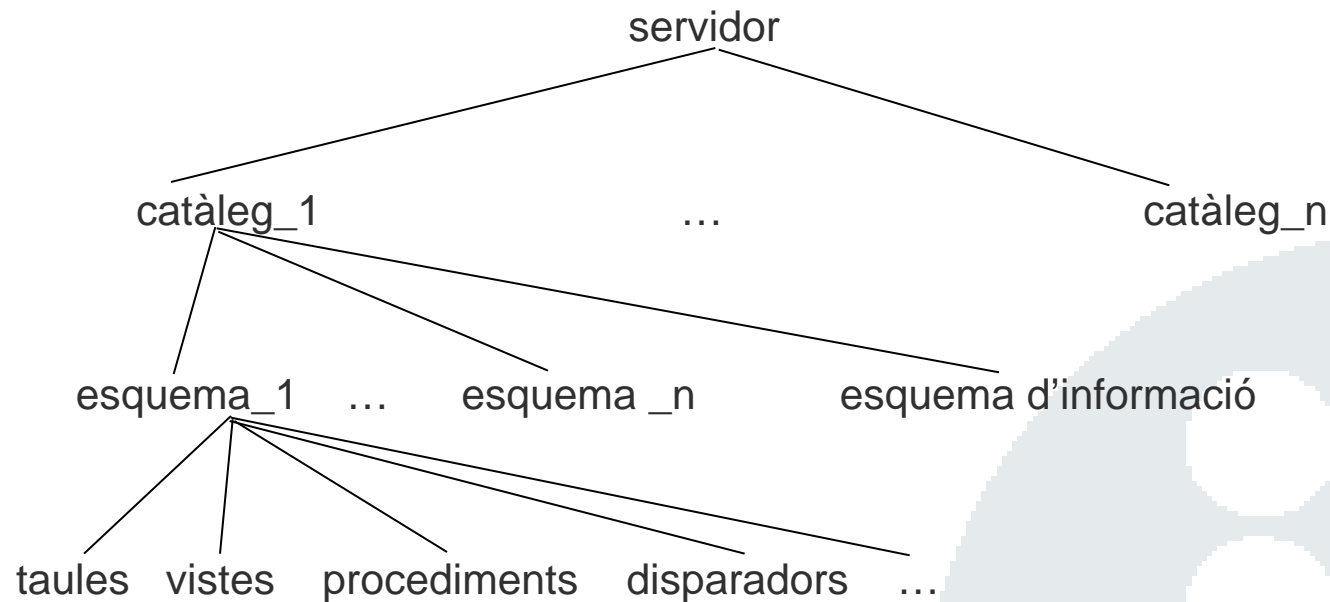 servidor
catàleg_1 … catàleg_n
esquema_1 … esquema _n esquema d’informació
taules vistes procediments disparadors …